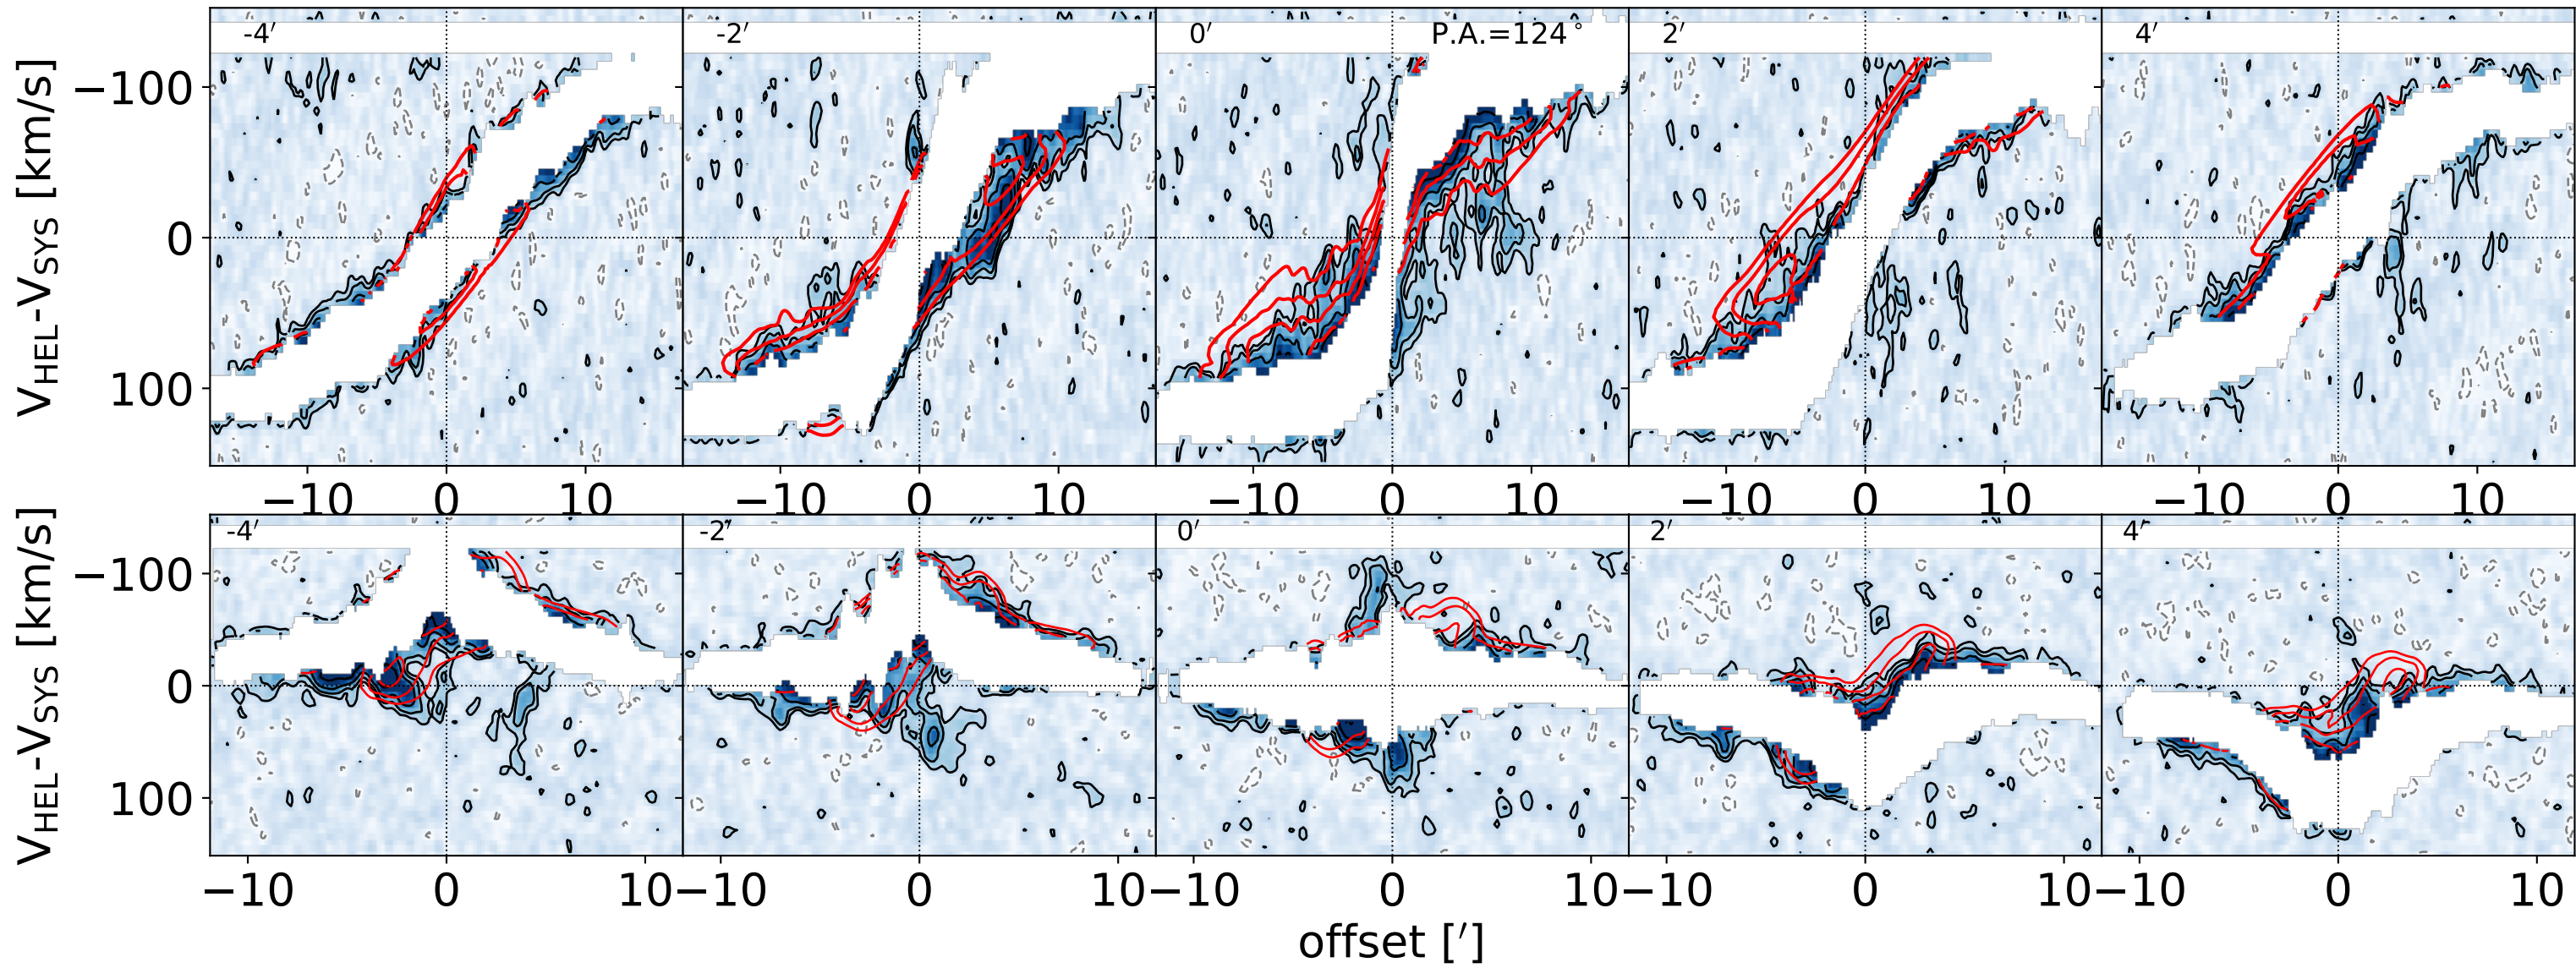 -4′ -2′ 0′ P.A.=124° 2′ 4′
V_HEL-V_SYS [km/s]
−100
0
100
−10 0 10 −10 0 10 −10 0 10 −10 0 10 −10 0 10
-4′ -2′ 0′ 2′ 4′
V_HEL-V_SYS [km/s]
−100
0
100
−10 0 10 −10 0 10 −10 0 10 −10 0 10 −10 0 10
offset [′]